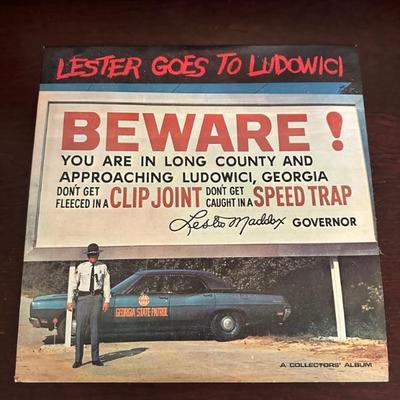 LESTER GOES TO LUDOWICI
BEWARE!
YOU ARE IN LONG COUNTY AND
APPROACHING LUDOWICI, GEORGIA
DON'T GET FLEECED IN A CLIP JOINT DON'T GET CAUGHT IN A SPEED TRAP
Lester Maddox GOVERNOR
GEORGIA STATE PATROL
A COLLECTORS' ALBUM